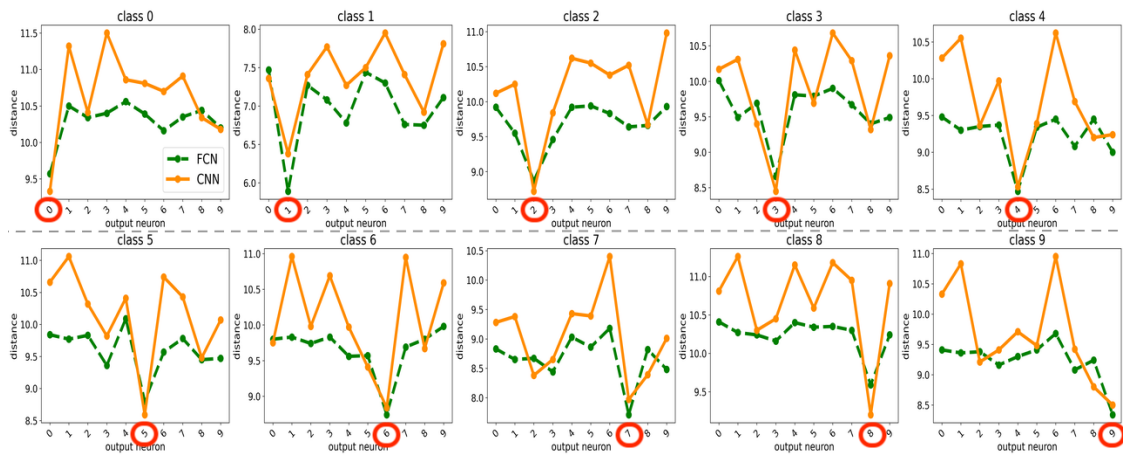 class 0
11.5
11.0
10.5
10.0
9.5
distance
FCN
CNN
0 1 2 3 4 5 6 7 8 9
output neuron
class 1
8.0
7.5
7.0
6.5
6.0
distance
0 1 2 3 4 5 6 7 8 9
output neuron
class 2
11.0
10.5
10.0
9.5
9.0
distance
0 1 2 3 4 5 6 7 8 9
output neuron
class 3
10.5
10.0
9.5
9.0
8.5
distance
0 1 2 3 4 5 6 7 8 9
output neuron
class 4
10.5
10.0
9.5
9.0
8.5
distance
0 1 2 3 4 5 6 7 8 9
output neuron
class 5
11.0
10.5
10.0
9.5
9.0
8.5
distance
0 1 2 3 4 5 6 7 8 9
output neuron
class 6
11.0
10.5
10.0
9.5
9.0
distance
0 1 2 3 4 5 6 7 8 9
output neuron
class 7
10.5
10.0
9.5
9.0
8.5
8.0
distance
0 1 2 3 4 5 6 7 8 9
output neuron
class 8
11.0
10.5
10.0
9.5
distance
0 1 2 3 4 5 6 7 8 9
output neuron
class 9
11.0
10.5
10.0
9.5
9.0
8.5
distance
0 1 2 3 4 5 6 7 8 9
output neuron